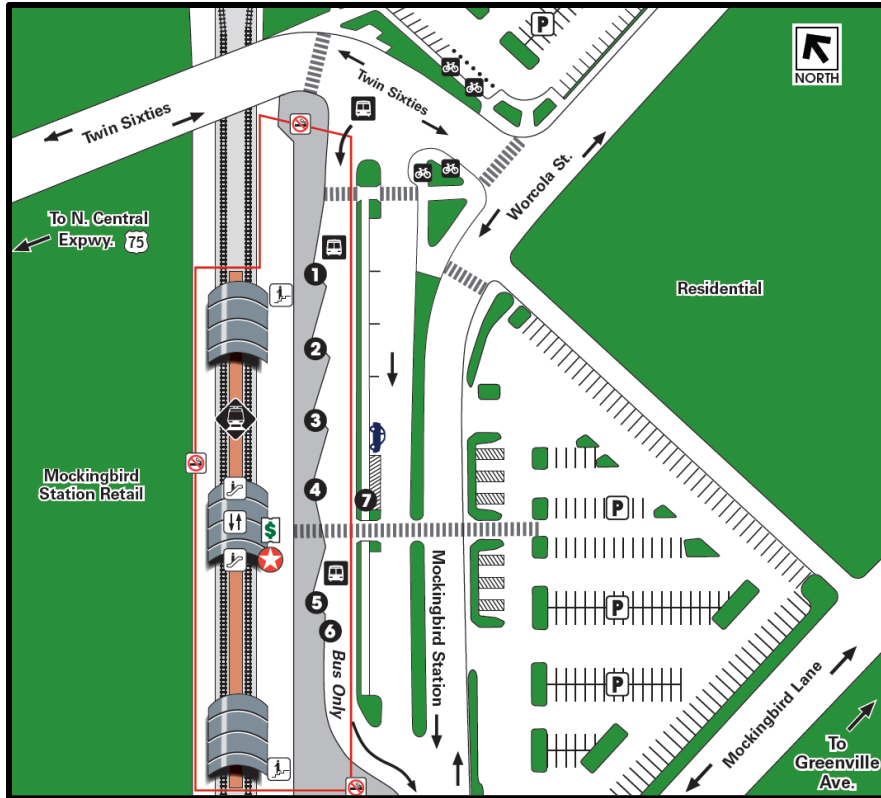 P
NORTH
Twin Sixties
Twin Sixties
Worcola St.
To N. Central
Expwy. 75
1
Residential
2
3
Mockingbird
Station Retail
4
7
P
$
5
6
Bus Only
Mockingbird Station
P
P
Mockingbird Lane
To
Greenville
Ave.